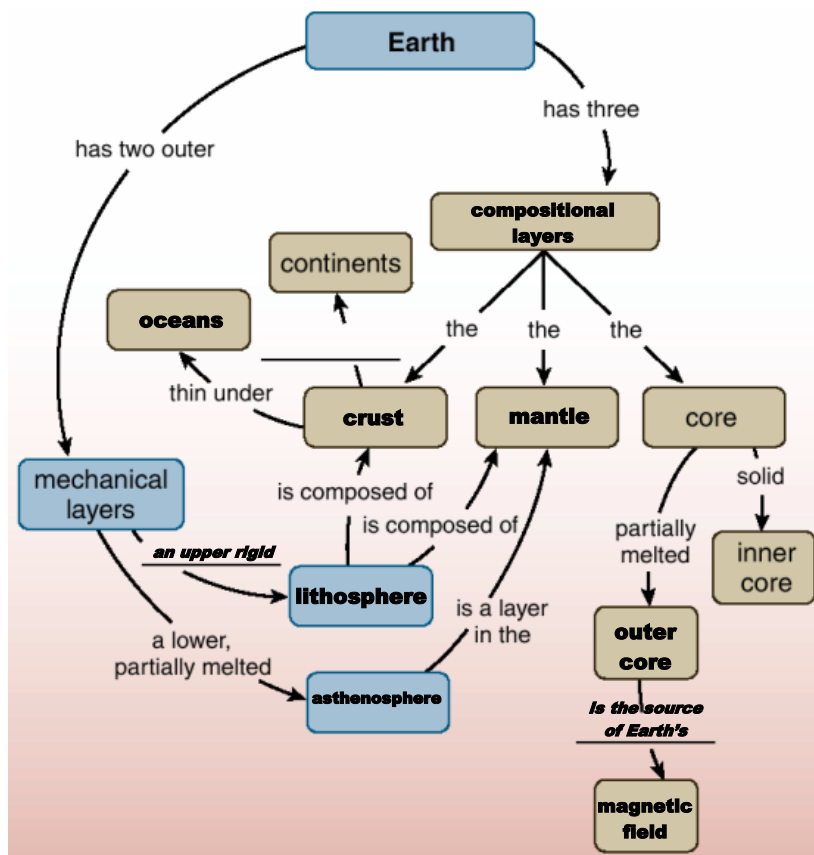 Earth
has three
has two outer
compositional
layers
continents
oceans
the
the
the
thin under
crust
mantle
core
mechanical
layers
is composed of
solid
is composed of
an upper rigid
partially
melted
inner
core
lithosphere
is a layer
in the
a lower,
partially melted
outer
core
asthenosphere
Is the source
of Earth's
magnetic
field